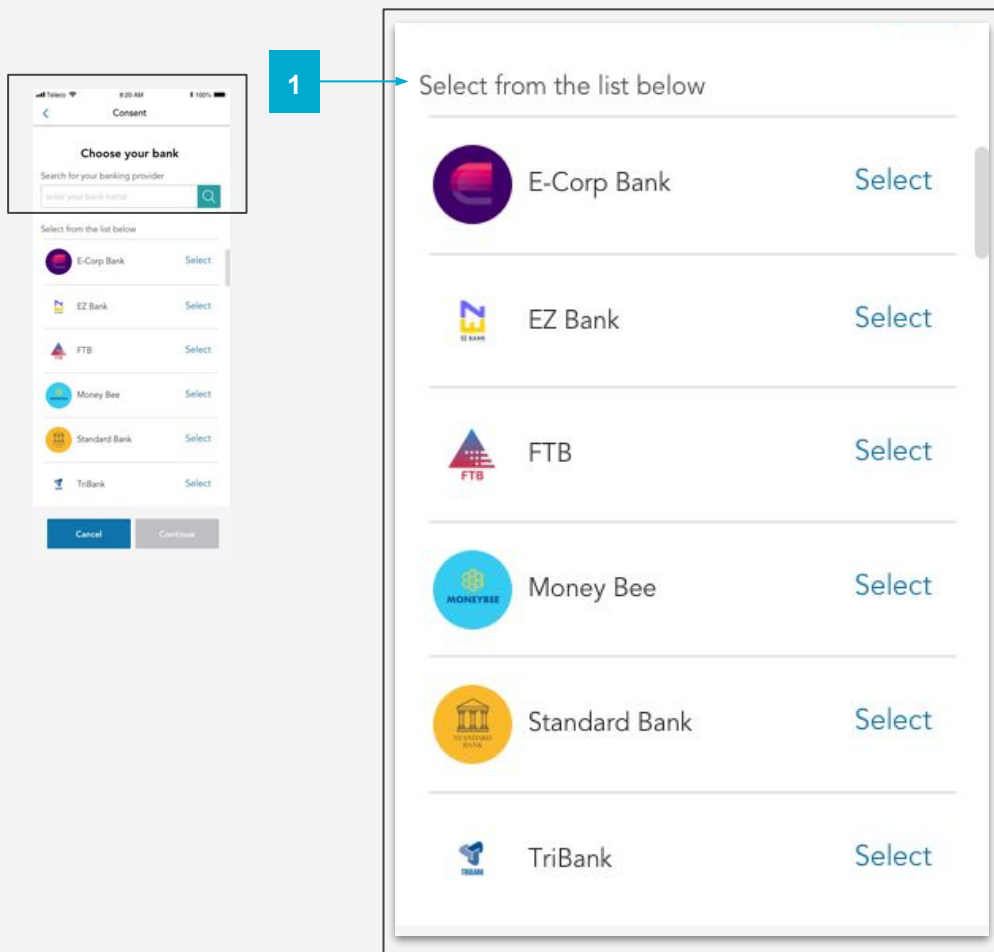 Teleco 8:20 AM 100%
Consent
Choose your bank
Search for your banking provider
enter your bank name
Select from the list below
E-Corp Bank Select
EZ Bank Select
FTB Select
Money Bee Select
Standard Bank Select
TriBank Select
Cancel Continue
1
Select from the list below
E-Corp Bank Select
EZ
EZ BANK
EZ Bank Select
FTB
FTB Select
MONEYBEE
Money Bee Select
STANDARD
BANK
Standard Bank Select
TRIBANK
TriBank Select